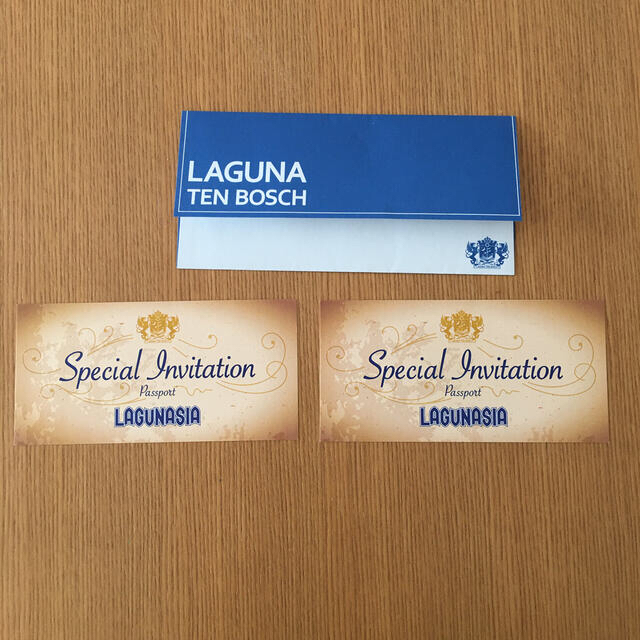 LAGUNA
TEN BOSCH
Special Invitation
Passport
LAGUNASIA
Special Invitation
Passport
LAGUNASIA